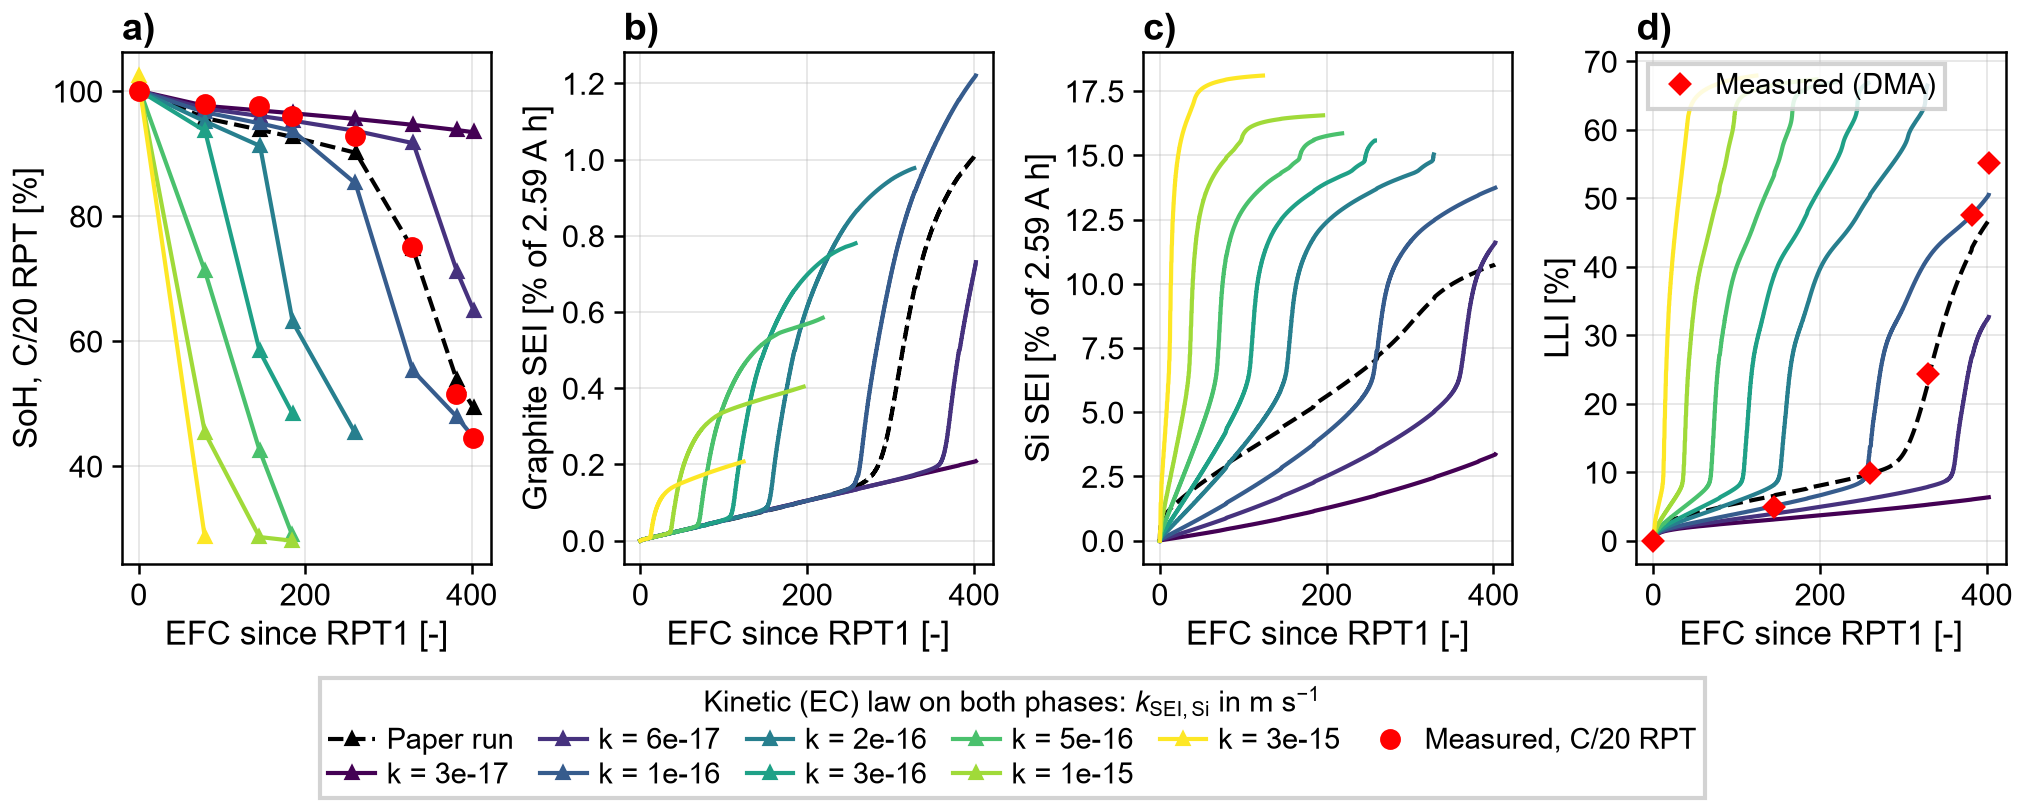 a)
b)
c)
d)
SoH, C/20 RPT [%]
100
80
60
40
0
200
400
EFC since RPT1 [-]
Graphite SEI [% of 2.59 A h]
1.2
1.0
0.8
0.6
0.4
0.2
0.0
0
200
400
EFC since RPT1 [-]
Si SEI [% of 2.59 A h]
17.5
15.0
12.5
10.0
7.5
5.0
2.5
0.0
0
200
400
EFC since RPT1 [-]
LLI [%]
70
60
50
40
30
20
10
0
0
200
400
EFC since RPT1 [-]
Measured (DMA)
Kinetic (EC) law on both phases: k_SEI, Si in m s⁻¹
Paper run
k = 3e-17
k = 6e-17
k = 1e-16
k = 2e-16
k = 3e-16
k = 5e-16
k = 1e-15
k = 3e-15
Measured, C/20 RPT